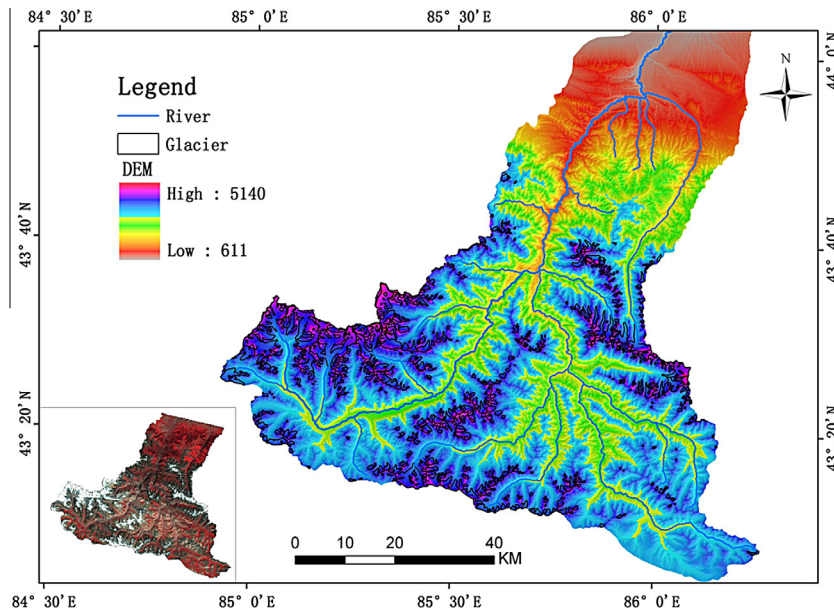 84° 30′ E 85° 0′ E 85° 30′ E 86° 0′ E
44° 0′ N
N
Legend
River
Glacier
DEM
High : 5140
Low : 611
43° 40′ N
43° 40′ N
43° 20′ N
43° 20′ N
0 10 20 40
KM
84° 30′ E 85° 0′ E 85° 30′ E 86° 0′ E